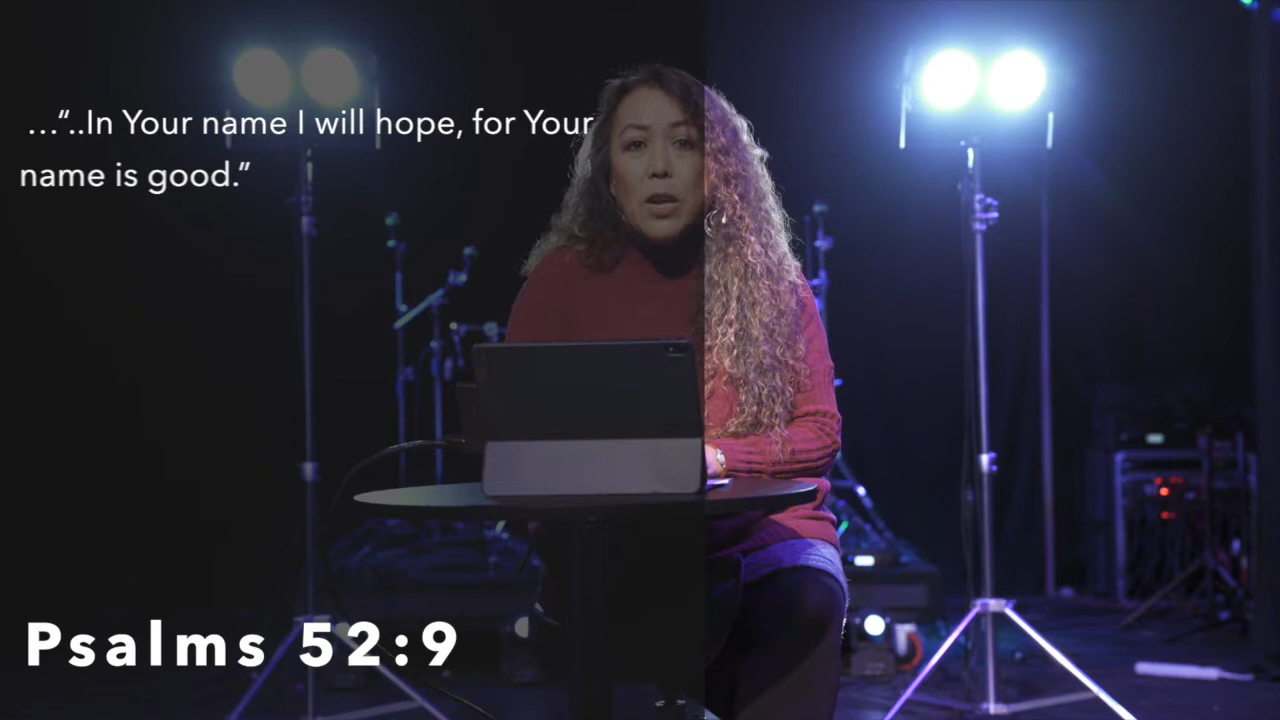 …“..In Your name I will hope, for Your
name is good.”
Psalms 52:9